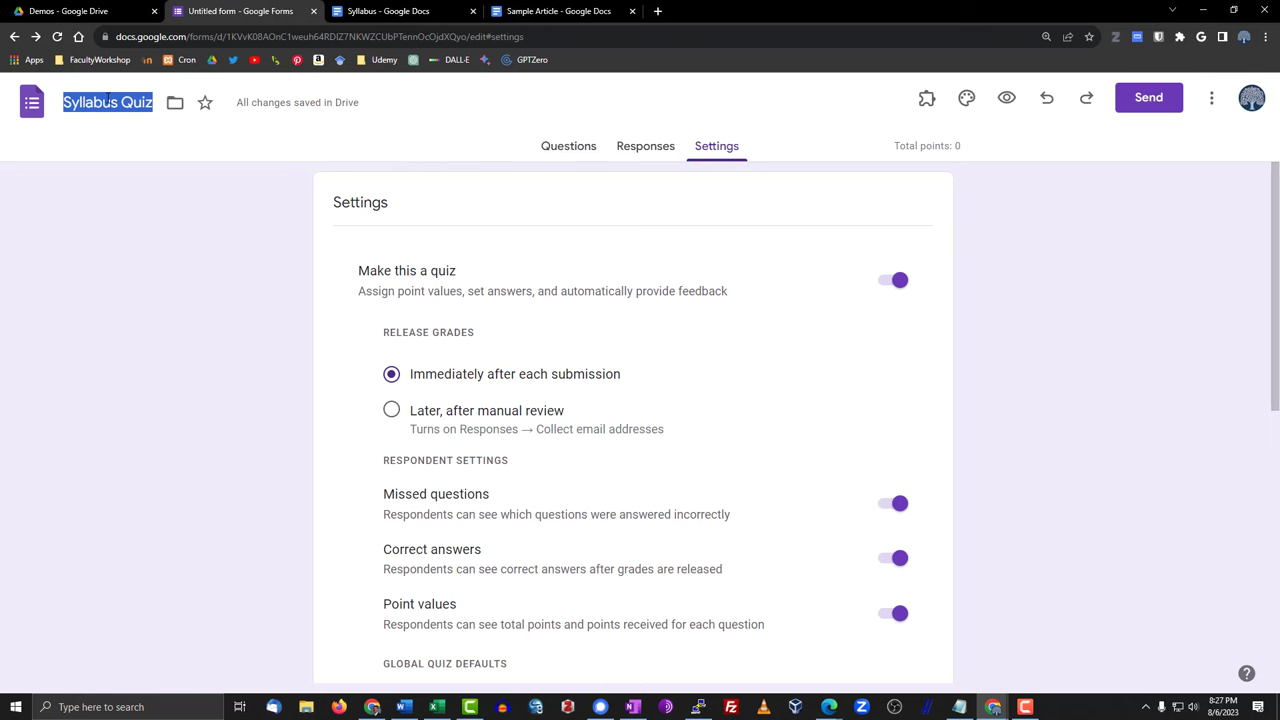 Demos - Google Drive
Untitled form - Google Forms
Syllabus - Google Docs
Sample Article - Google Docs
docs.google.com/forms/d/1KVvK08AOnC1weuh64RDIZ7NKWZCUbPTennOcOjdXQyo/edit#settings
Apps
FacultyWorkshop
Cron
Udemy
DALL-E
GPTZero
Syllabus Quiz
All changes saved in Drive
Send
Questions
Responses
Settings
Total points: 0
Settings
Make this a quiz
Assign point values, set answers, and automatically provide feedback
RELEASE GRADES
Immediately after each submission
Later, after manual review
Turns on Responses → Collect email addresses
RESPONDENT SETTINGS
Missed questions
Respondents can see which questions were answered incorrectly
Correct answers
Respondents can see correct answers after grades are released
Point values
Respondents can see total points and points received for each question
GLOBAL QUIZ DEFAULTS
Type here to search
8:27 PM
8/6/2023